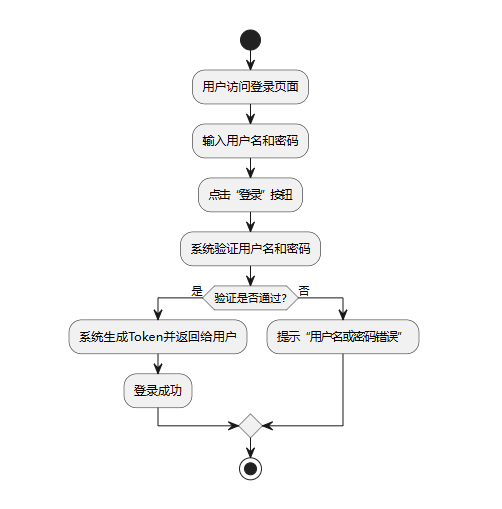 用户访问登录页面
输入用户名和密码
点击“登录”按钮
系统验证用户名和密码
是
验证是否通过?
否
系统生成Token并返回给用户
提示“用户名或密码错误”
登录成功